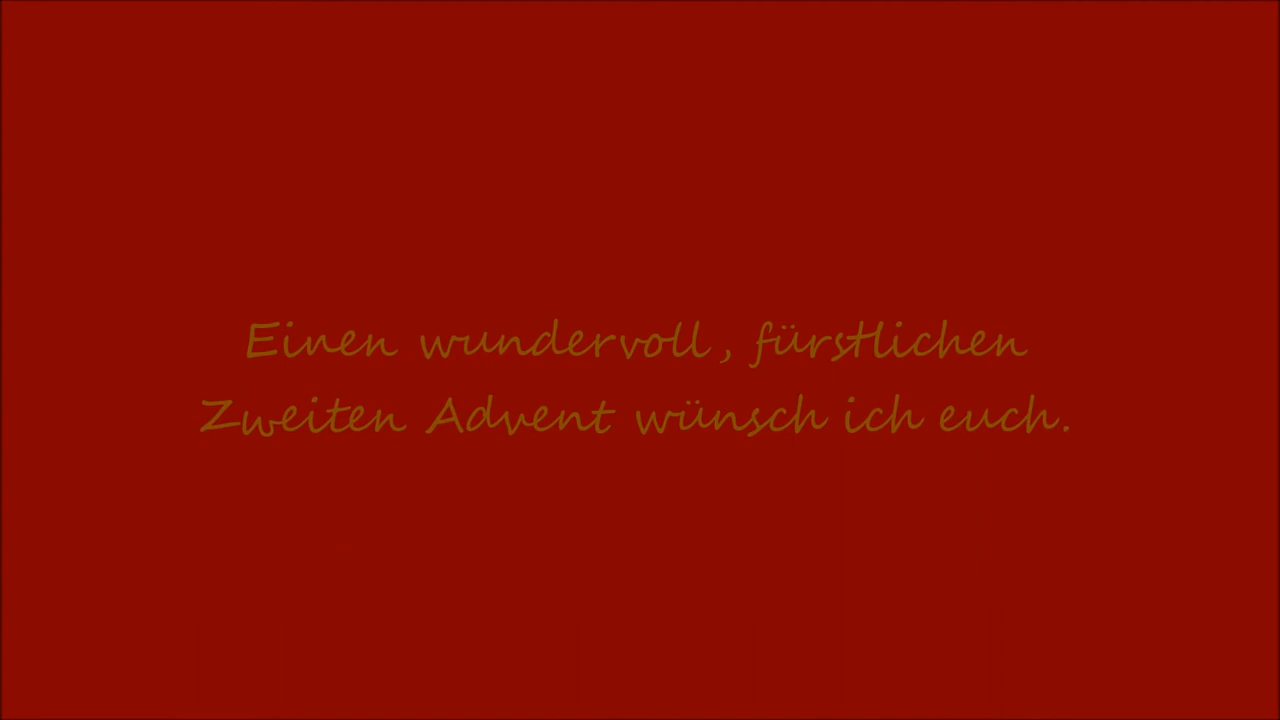 Einen wundervoll, fürstlichen
Zweiten Advent wünsch ich euch.